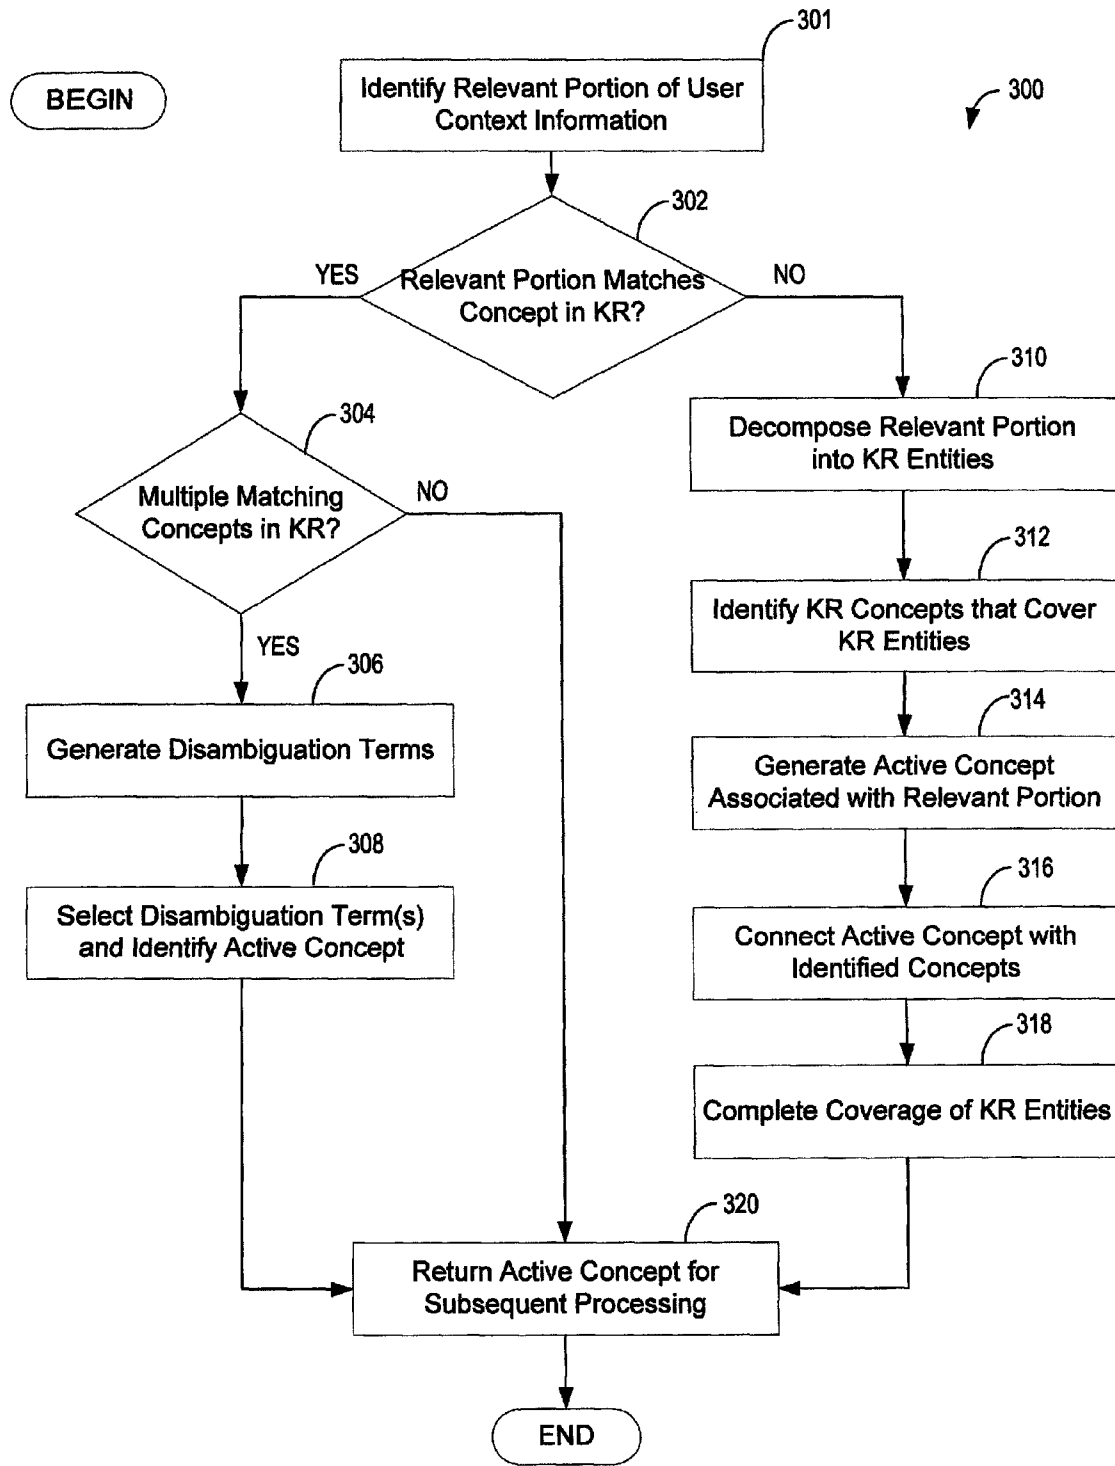 301
BEGIN
Identify Relevant Portion of User
Context Information
300
302
YES
Relevant Portion Matches
Concept in KR?
NO
310
Decompose Relevant Portion
into KR Entities
304
Multiple Matching
Concepts in KR?
NO
312
Identify KR Concepts that Cover
KR Entities
YES
306
Generate Disambiguation Terms
314
Generate Active Concept
Associated with Relevant Portion
308
Select Disambiguation Term(s)
and Identify Active Concept
316
Connect Active Concept with
Identified Concepts
318
Complete Coverage of KR Entities
320
Return Active Concept for
Subsequent Processing
END